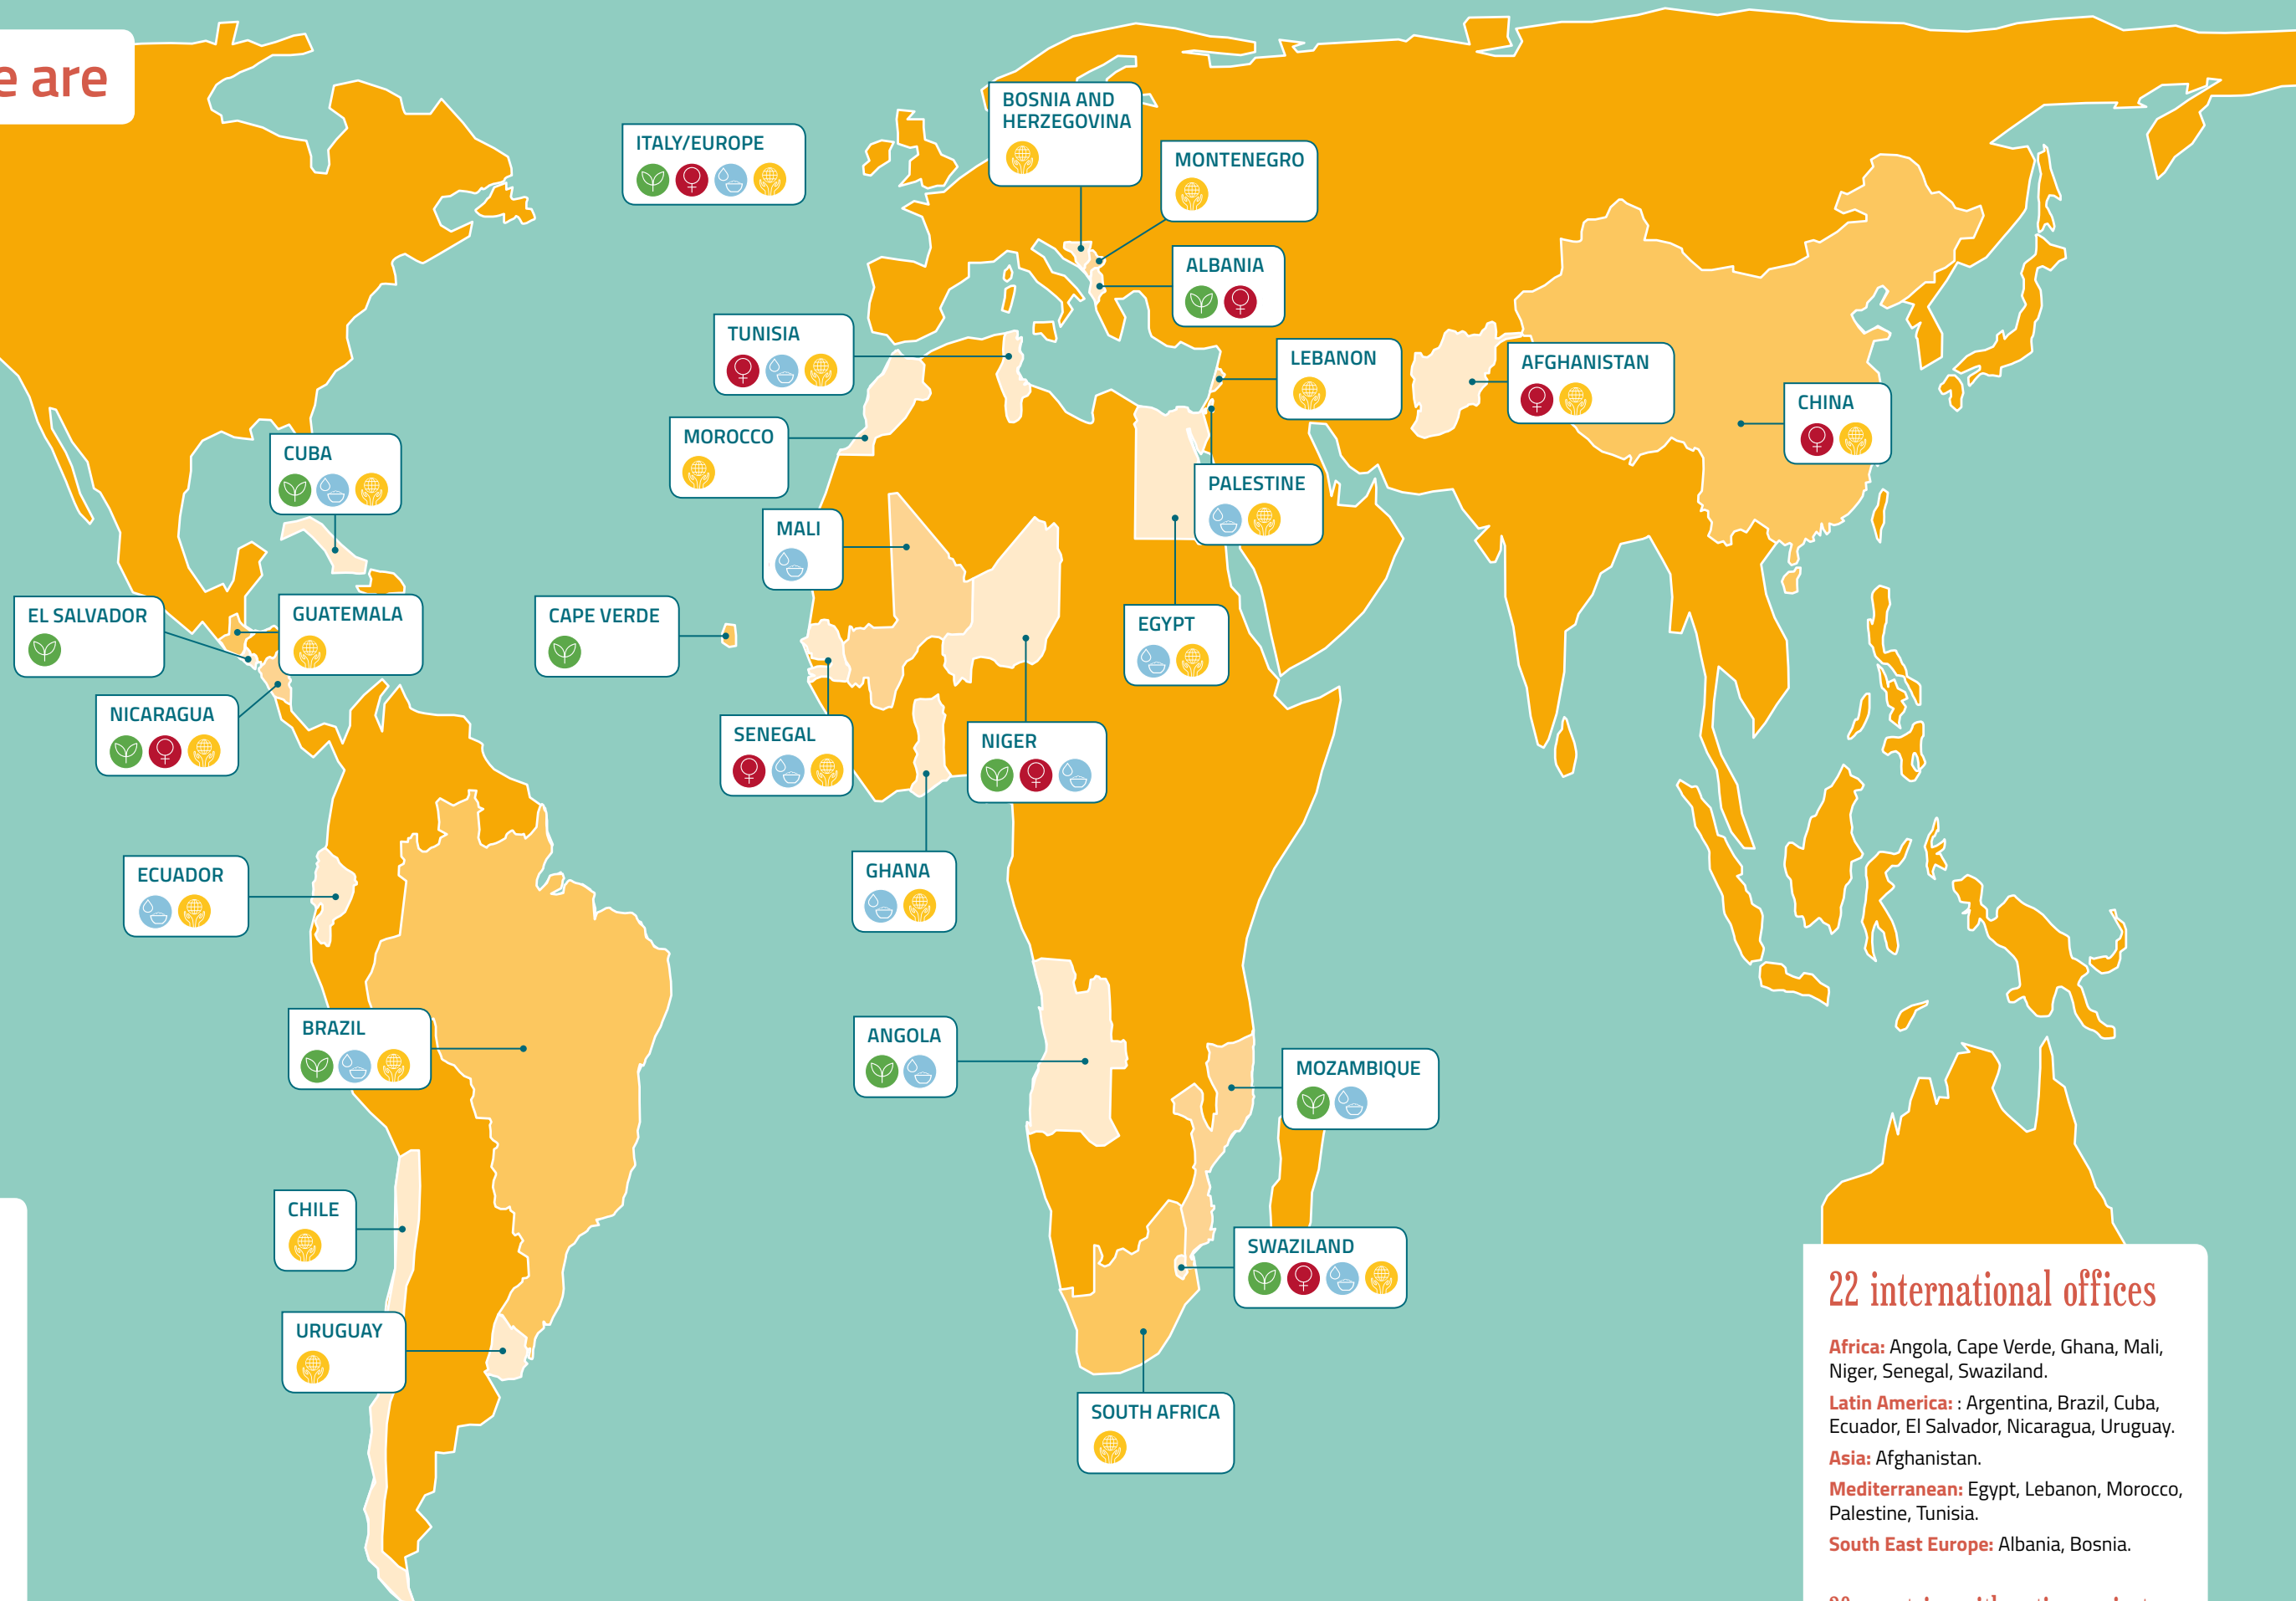 e are
BOSNIA AND
HERZEGOVINA
ITALY/EUROPE
MONTENEGRO
ALBANIA
TUNISIA
LEBANON
AFGHANISTAN
CHINA
MOROCCO
CUBA
PALESTINE
MALI
EL SALVADOR
GUATEMALA
CAPE VERDE
EGYPT
NICARAGUA
SENEGAL
NIGER
ECUADOR
GHANA
BRAZIL
ANGOLA
MOZAMBIQUE
CHILE
SWAZILAND
URUGUAY
SOUTH AFRICA
22 international offices
Africa: Angola, Cape Verde, Ghana, Mali,
Niger, Senegal, Swaziland.
Latin America: : Argentina, Brazil, Cuba,
Ecuador, El Salvador, Nicaragua, Uruguay.
Asia: Afghanistan.
Mediterranean: Egypt, Lebanon, Morocco,
Palestine, Tunisia.
South East Europe: Albania, Bosnia.